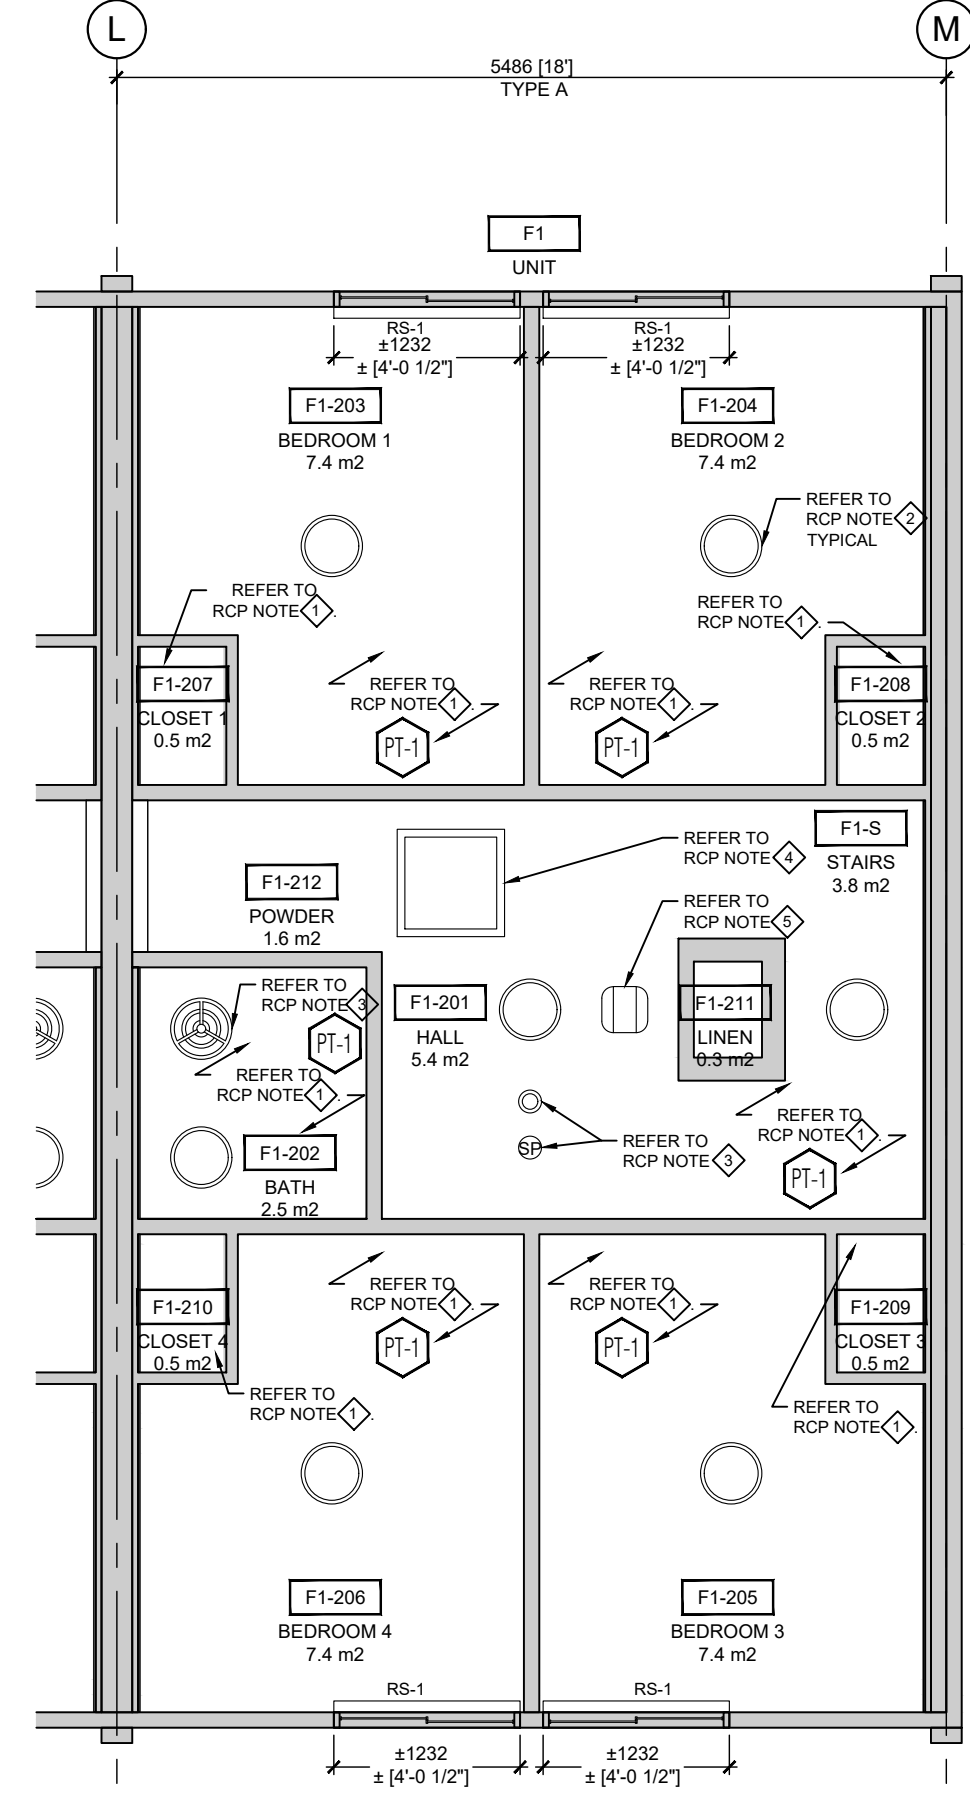 L
M
5486 [18']
TYPE A
F1
UNIT
RS-1
±1232
± [4'-0 1/2"]
RS-1
±1232
± [4'-0 1/2"]
F1-203
BEDROOM 1
7.4 m2
F1-204
BEDROOM 2
7.4 m2
REFER TO
RCP NOTE 2
TYPICAL
REFER TO
RCP NOTE 1.
REFER TO
RCP NOTE 1.
F1-207
CLOSET 1
0.5 m2
REFER TO
RCP NOTE 1.
PT-1
REFER TO
RCP NOTE 1.
PT-1
F1-208
CLOSET 2
0.5 m2
F1-S
STAIRS
3.8 m2
REFER TO
RCP NOTE 4
F1-212
POWDER
1.6 m2
REFER TO
RCP NOTE 5
REFER TO
RCP NOTE 3
PT-1
F1-201
HALL
5.4 m2
F1-211
LINEN
0.3 m2
REFER TO
RCP NOTE 1.
F1-202
BATH
2.5 m2
SP
REFER TO
RCP NOTE 3
REFER TO
RCP NOTE 1.
PT-1
F1-210
CLOSET 4
0.5 m2
REFER TO
RCP NOTE 1.
PT-1
REFER TO
RCP NOTE 1.
PT-1
F1-209
CLOSET 3
0.5 m2
REFER TO
RCP NOTE 1.
REFER TO
RCP NOTE 1.
F1-206
BEDROOM 4
7.4 m2
F1-205
BEDROOM 3
7.4 m2
RS-1
RS-1
±1232
± [4'-0 1/2"]
±1232
± [4'-0 1/2"]